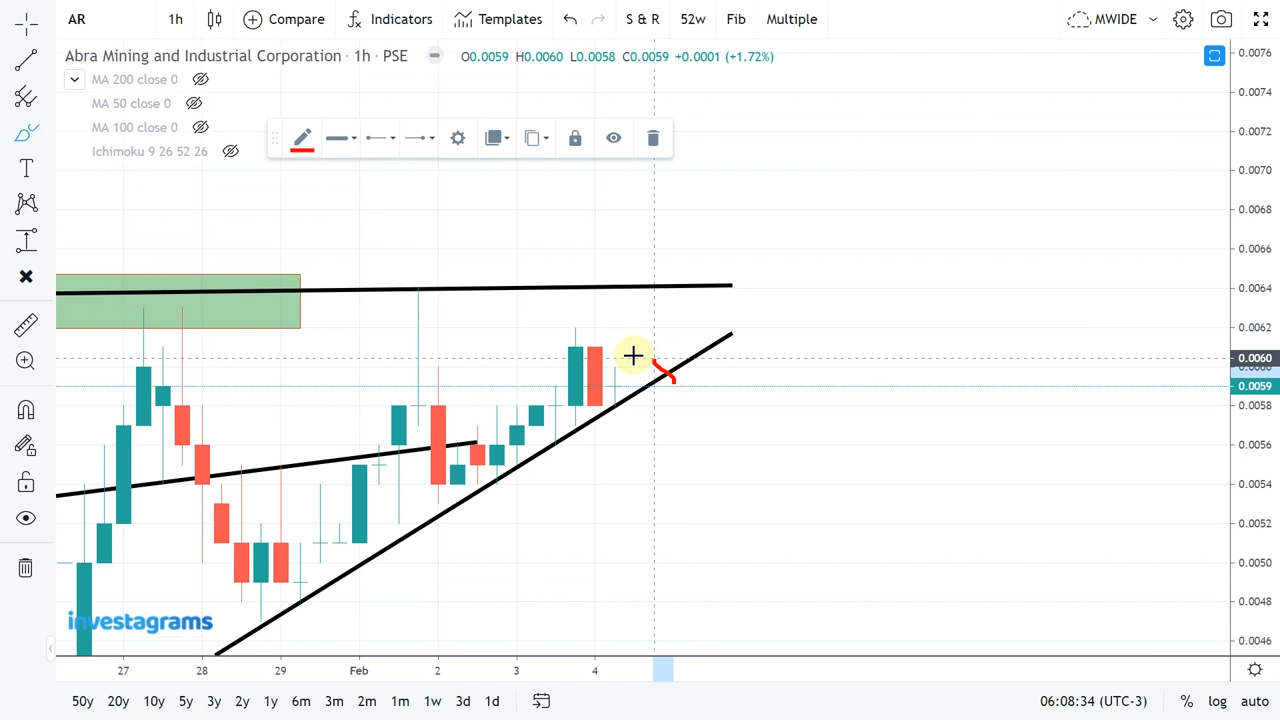 AR 1h Compare Indicators Templates S & R 52w Fib Multiple MWIDE
Abra Mining and Industrial Corporation · 1h · PSE O0.0059 H0.0060 L0.0058 C0.0059 +0.0001 (+1.72%)
MA 200 close 0
MA 50 close 0
MA 100 close 0
Ichimoku 9 26 52 26
0.0076
0.0074
0.0072
0.0070
0.0068
0.0066
0.0064
0.0062
0.0060
0.0059
0.0058
0.0056
0.0054
0.0052
0.0050
0.0048
0.0046
investagrams
27 28 29 Feb 2 3 4
50y 20y 10y 5y 3y 2y 1y 6m 3m 2m 1m 1w 3d 1d 06:08:34 (UTC-3) % log auto